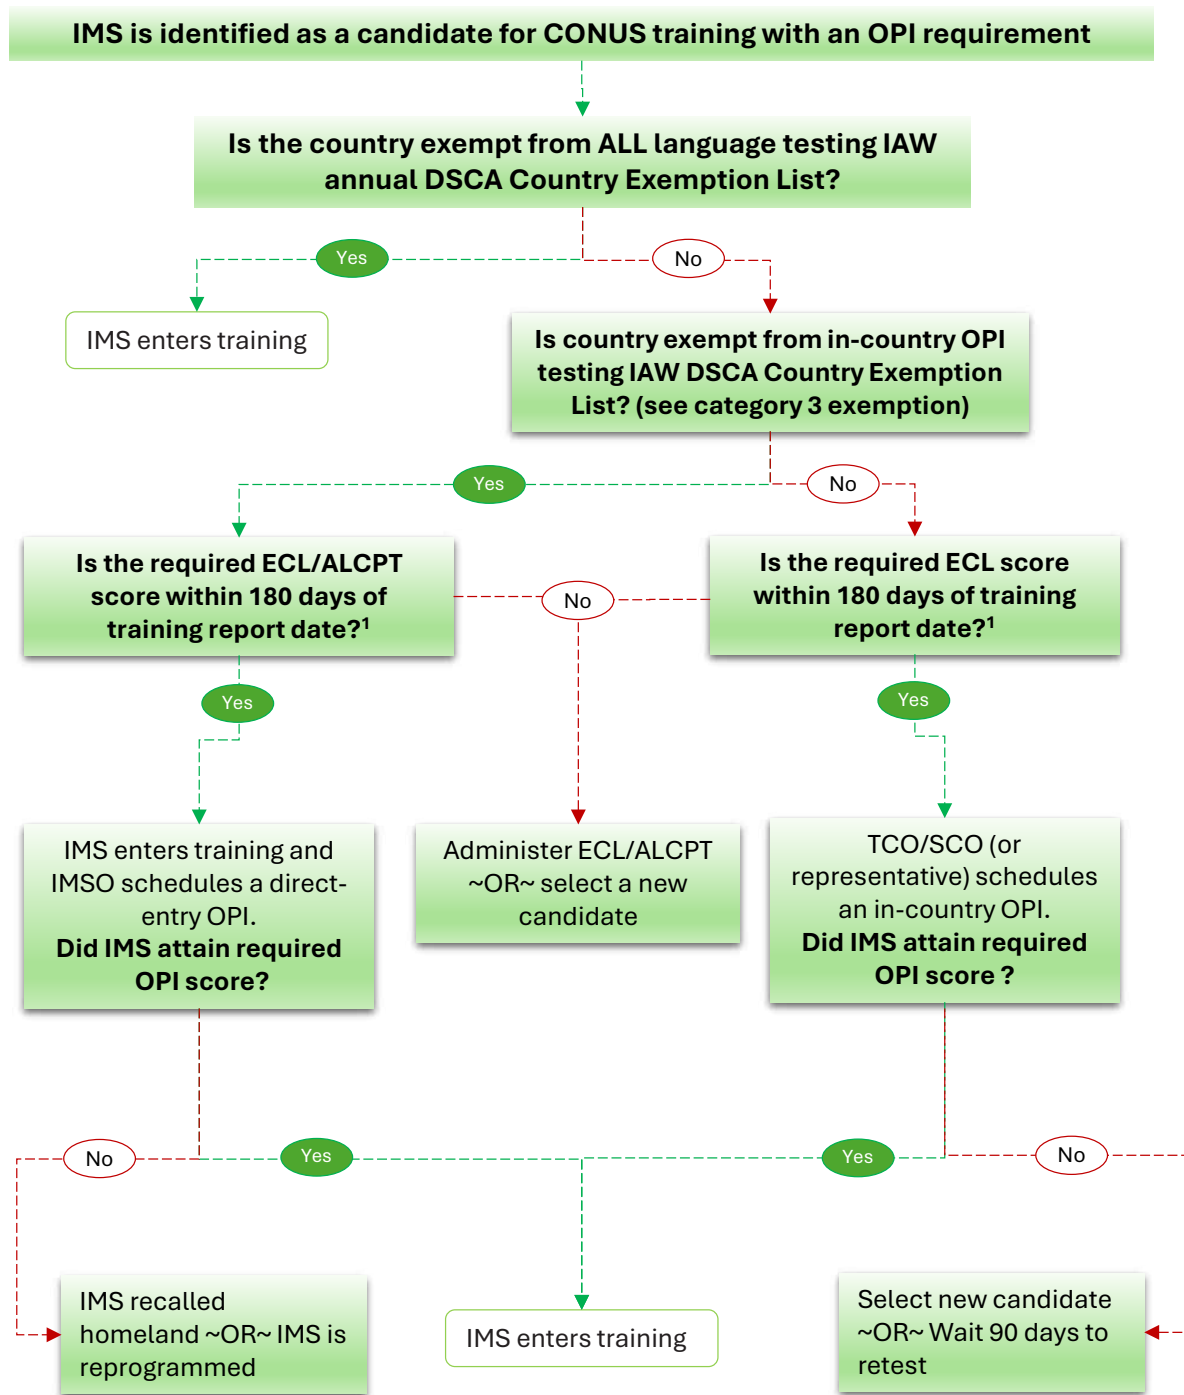 IMS is identified as a candidate for CONUS training with an OPI requirement
Is the country exempt from ALL language testing IAW
annual DSCA Country Exemption List?
Yes
No
IMS enters training
Is country exempt from in-country OPI
testing IAW DSCA Country Exemption
List? (see category 3 exemption)
Yes
No
Is the required ECL/ALCPT
score within 180 days of
training report date?¹
No
Is the required ECL score
within 180 days of training
report date?¹
Yes
Yes
IMS enters training and
IMSO schedules a direct-
entry OPI.
Did IMS attain required
OPI score?
Administer ECL/ALCPT
~OR~ select a new
candidate
TCO/SCO (or
representative) schedules
an in-country OPI.
Did IMS attain required
OPI score ?
No
Yes
Yes
No
IMS recalled
homeland ~OR~ IMS is
reprogrammed
IMS enters training
Select new candidate
~OR~ Wait 90 days to
retest